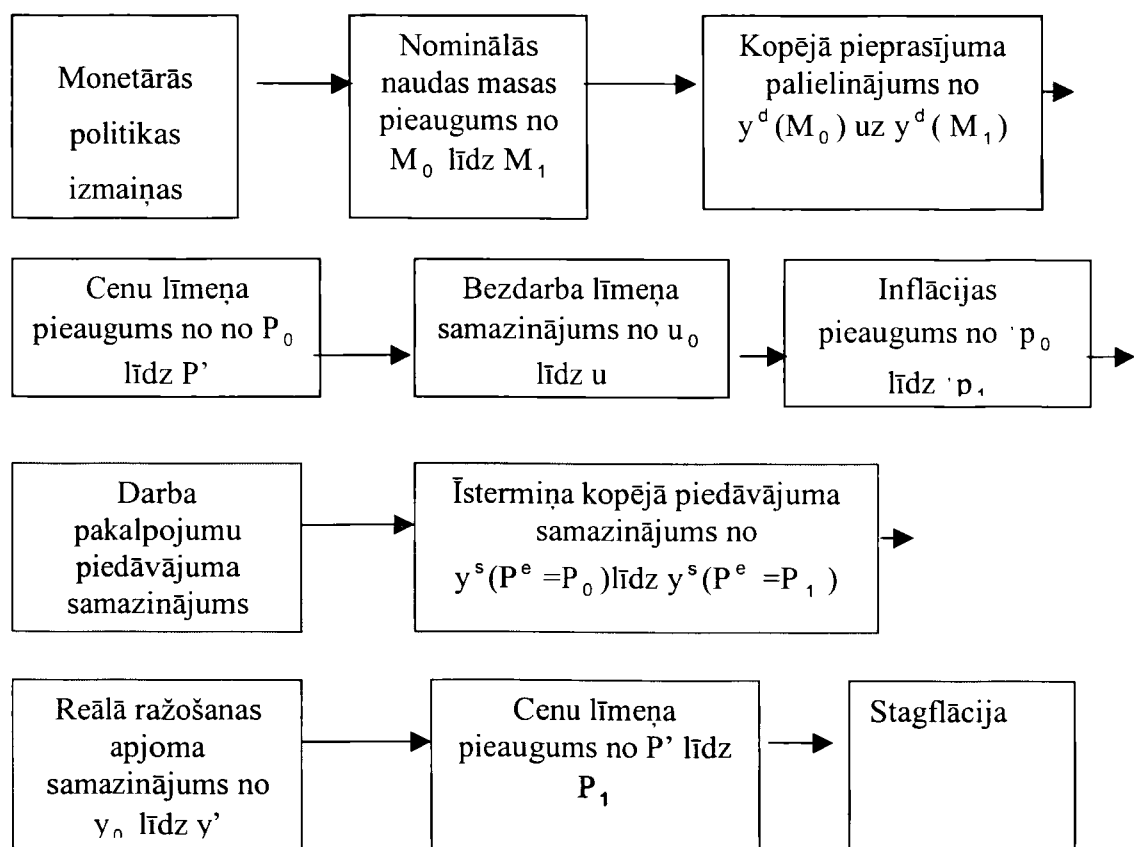 Monetārās
politikas
izmaiņas
Nominālās
naudas masas
pieaugums no
M₀ līdz M₁
Kopējā pieprasījuma
palielinājums no
yᵈ(M₀) uz yᵈ( M₁)
Cenu līmeņa
pieaugums no no P₀
līdz P'
Bezdarba līmeņa
samazinājums no u₀
līdz u
Inflācijas
pieaugums no 'p₀
līdz 'p₁
Darba
pakalpojumu
piedāvājuma
samazinājums
Īstermiņa kopējā piedāvājuma
samazinājums no
yˢ(Pᵉ =P₀)līdz yˢ(Pᵉ =P₁ )
Reālā ražošanas
apjoma
samazinājums no
y₀ līdz y'
Cenu līmeņa
pieaugums no P' līdz
P₁
Stagflācija